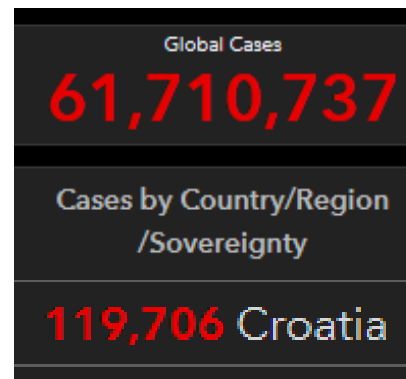 Global Cases
61,710,737
Cases by Country/Region
/Sovereignty
119,706 Croatia